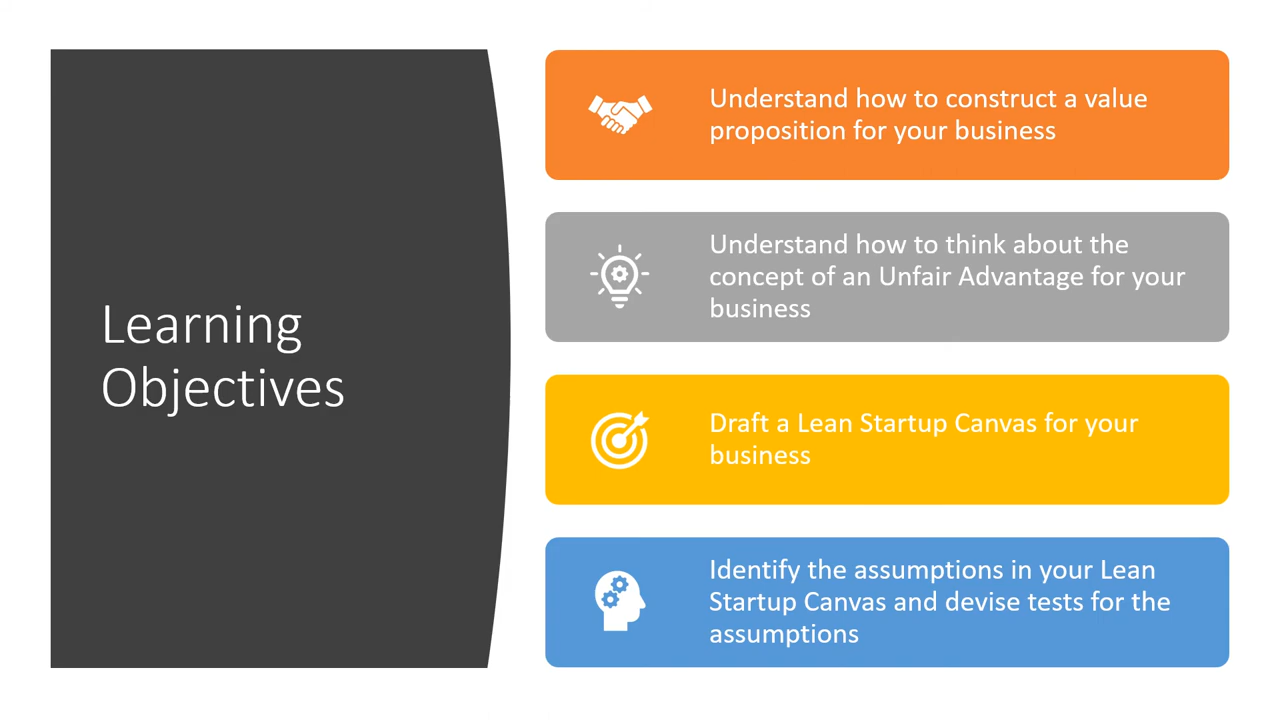 Learning
Objectives
Understand how to construct a value
proposition for your business
Understand how to think about the
concept of an Unfair Advantage for your
business
Draft a Lean Startup Canvas for your
business
Identify the assumptions in your Lean
Startup Canvas and devise tests for the
assumptions